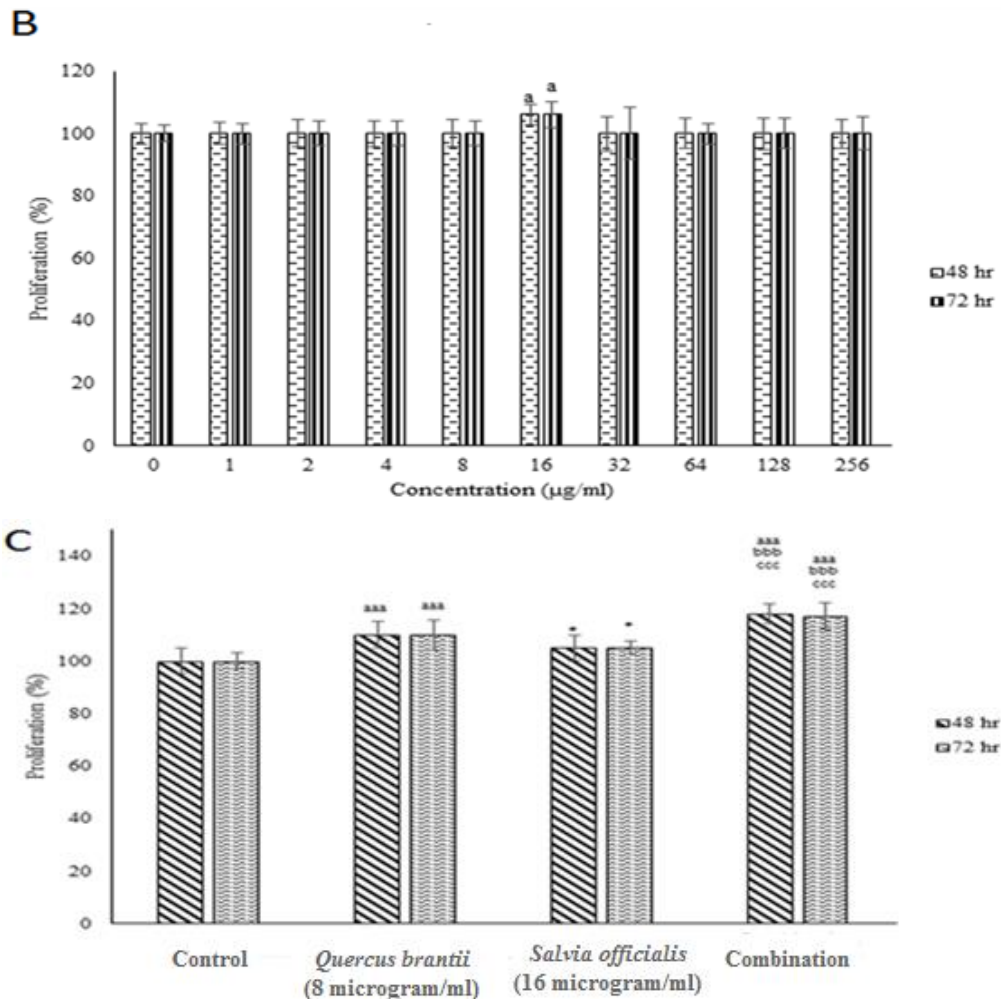 B
120
100
80
60
40
20
0
Proliferation (%)
a a
0 1 2 4 8 16 32 64 128 256
Concentration (µg/ml)
48 hr
72 hr
C
140
120
100
80
60
40
20
0
Proliferation (%)
aaa aaa
* *
aaa
bbb
ccc
aaa
bbb
ccc
48 hr
72 hr
Control
Quercus brantii
(8 microgram/ml)
Salvia officialis
(16 microgram/ml)
Combination